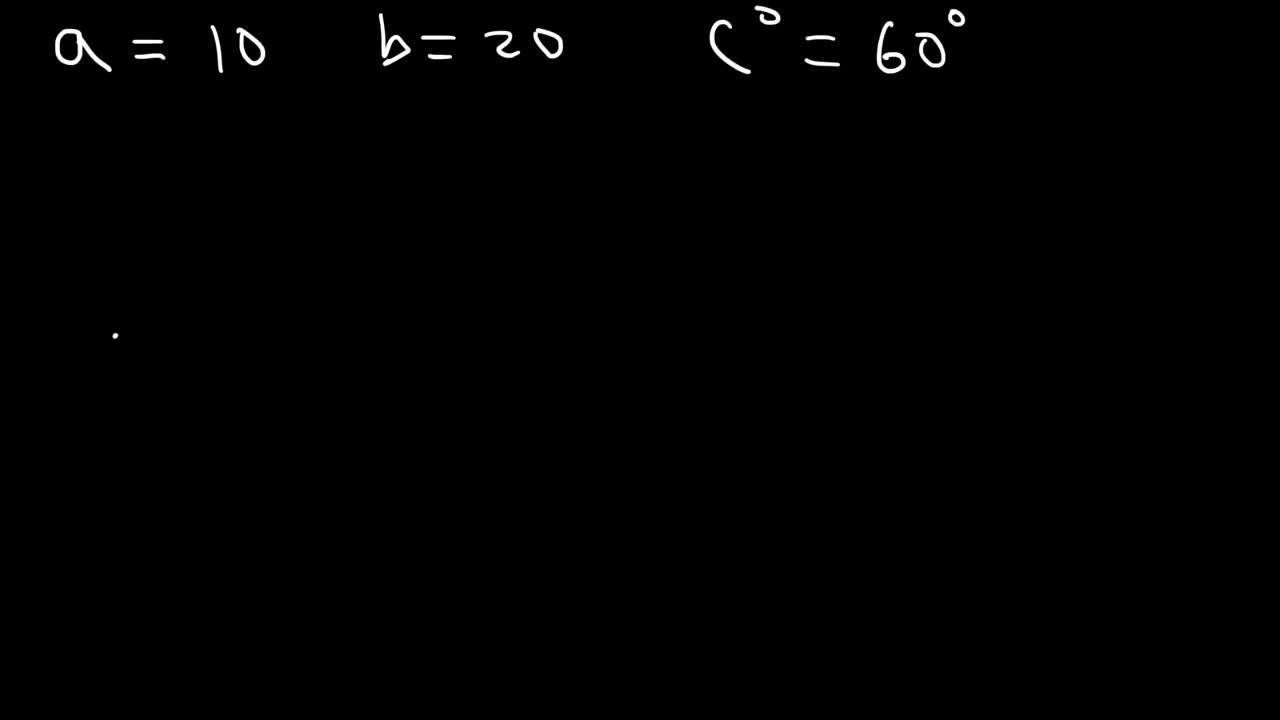 a = 10 b = 20 C° = 60°